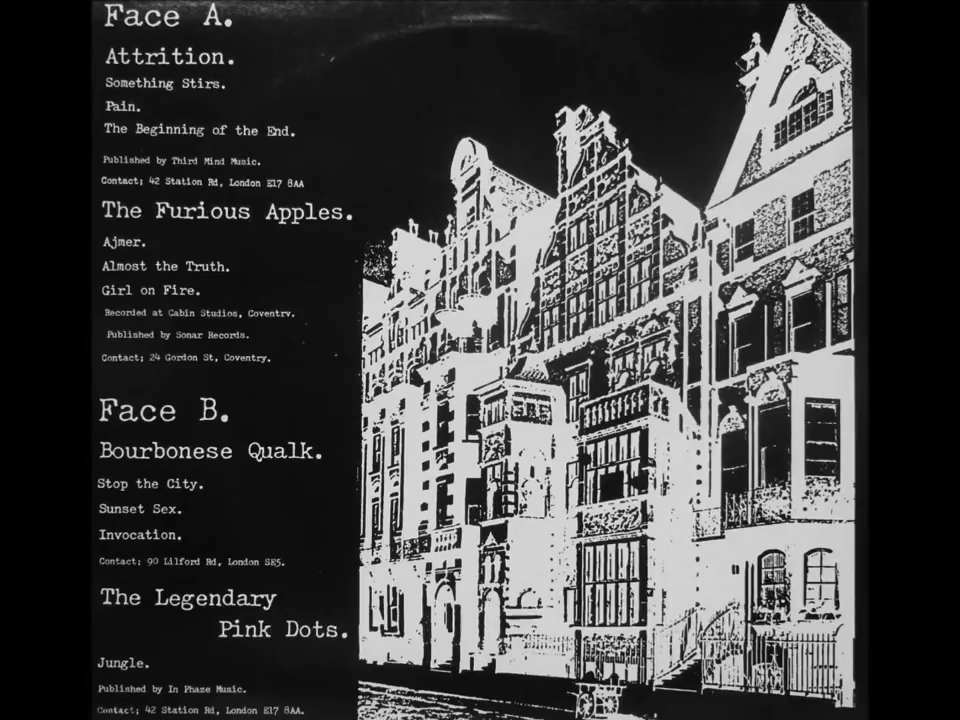 Face A.
Attrition.
Something Stirs.
Pain.
The Beginning of the End.
Published by Third Mind Music.
Contact; 42 Station Rd, London E17 8AA
The Furious Apples.
Ajmer.
Almost the Truth.
Girl on Fire.
Recorded at Cabin Studios, Coventry.
Published by Sonar Records.
Contact; 24 Gordon St, Coventry.
Face B.
Bourbonese Qualk.
Stop the City.
Sunset Sex.
Invocation.
Contact; 90 Lilford Rd, London SE5.
The Legendary
Pink Dots.
Jungle.
Published by In Phaze Music.
Contact; 42 Station Rd, London E17 8AA.